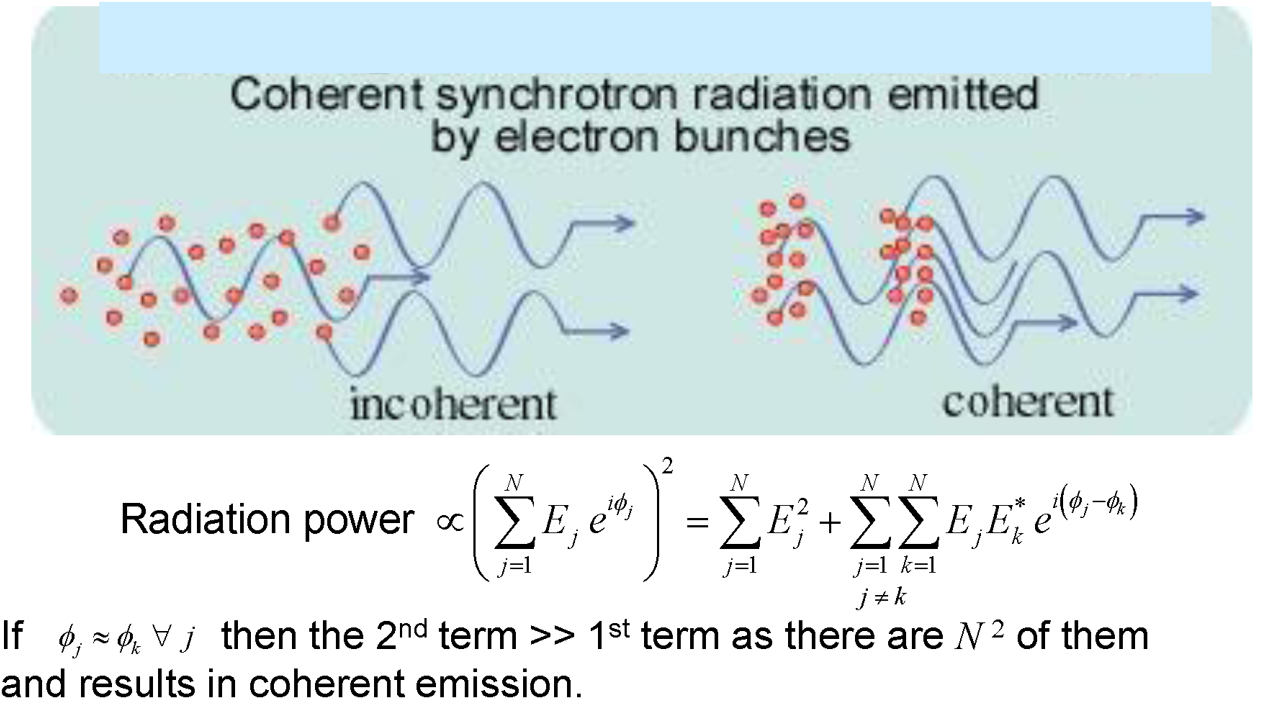 Coherent synchrotron radiation emitted
by electron bunches
incoherent
coherent
Radiation power ∝ ( ∑_{j=1}^{N} E_j e^{iϕ_j} )^2 = ∑_{j=1}^{N} E_j^2 + ∑_{j=1}^{N} ∑_{k=1}^{N} E_j E_k^* e^{i(ϕ_j−ϕ_k)}
j ≠ k
If ϕ_j ≈ ϕ_k ∀ j then the 2nd term >> 1st term as there are N^2 of them
and results in coherent emission.